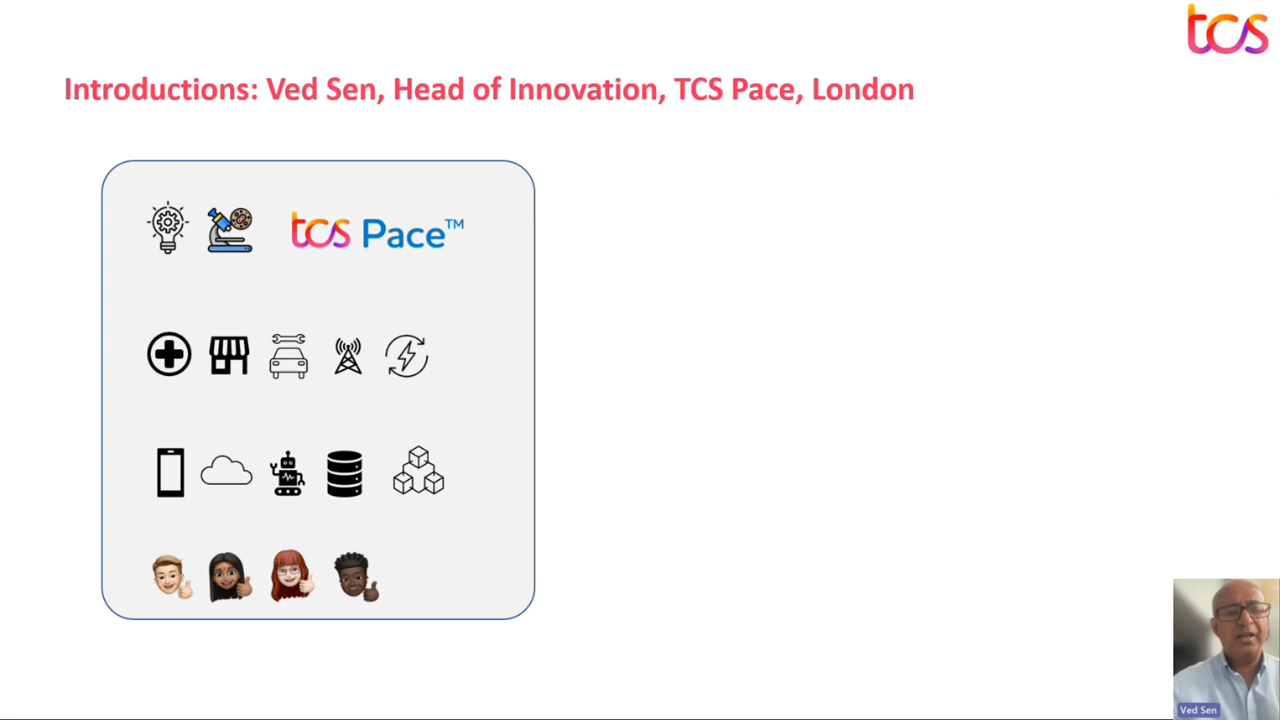 tcs
Introductions: Ved Sen, Head of Innovation, TCS Pace, London
tcs Pace™
Ved Sen